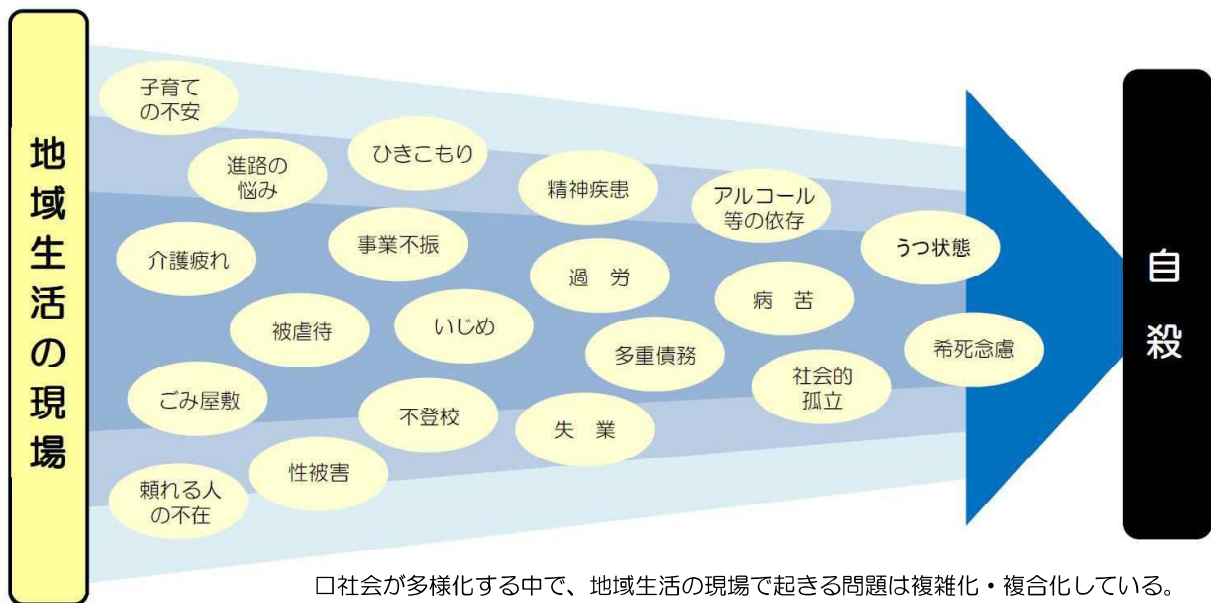 地域生活の現場
子育て
の不安
進路の
悩み
ひきこもり
精神疾患
アルコール
等の依存
うつ状態
介護疲れ
事業不振
過　労
病　苦
被虐待
いじめ
多重債務
希死念慮
ごみ屋敷
不登校
失　業
社会的
孤立
性被害
頼れる人
の不在
自殺
□社会が多様化する中で、地域生活の現場で起きる問題は複雑化・複合化している。